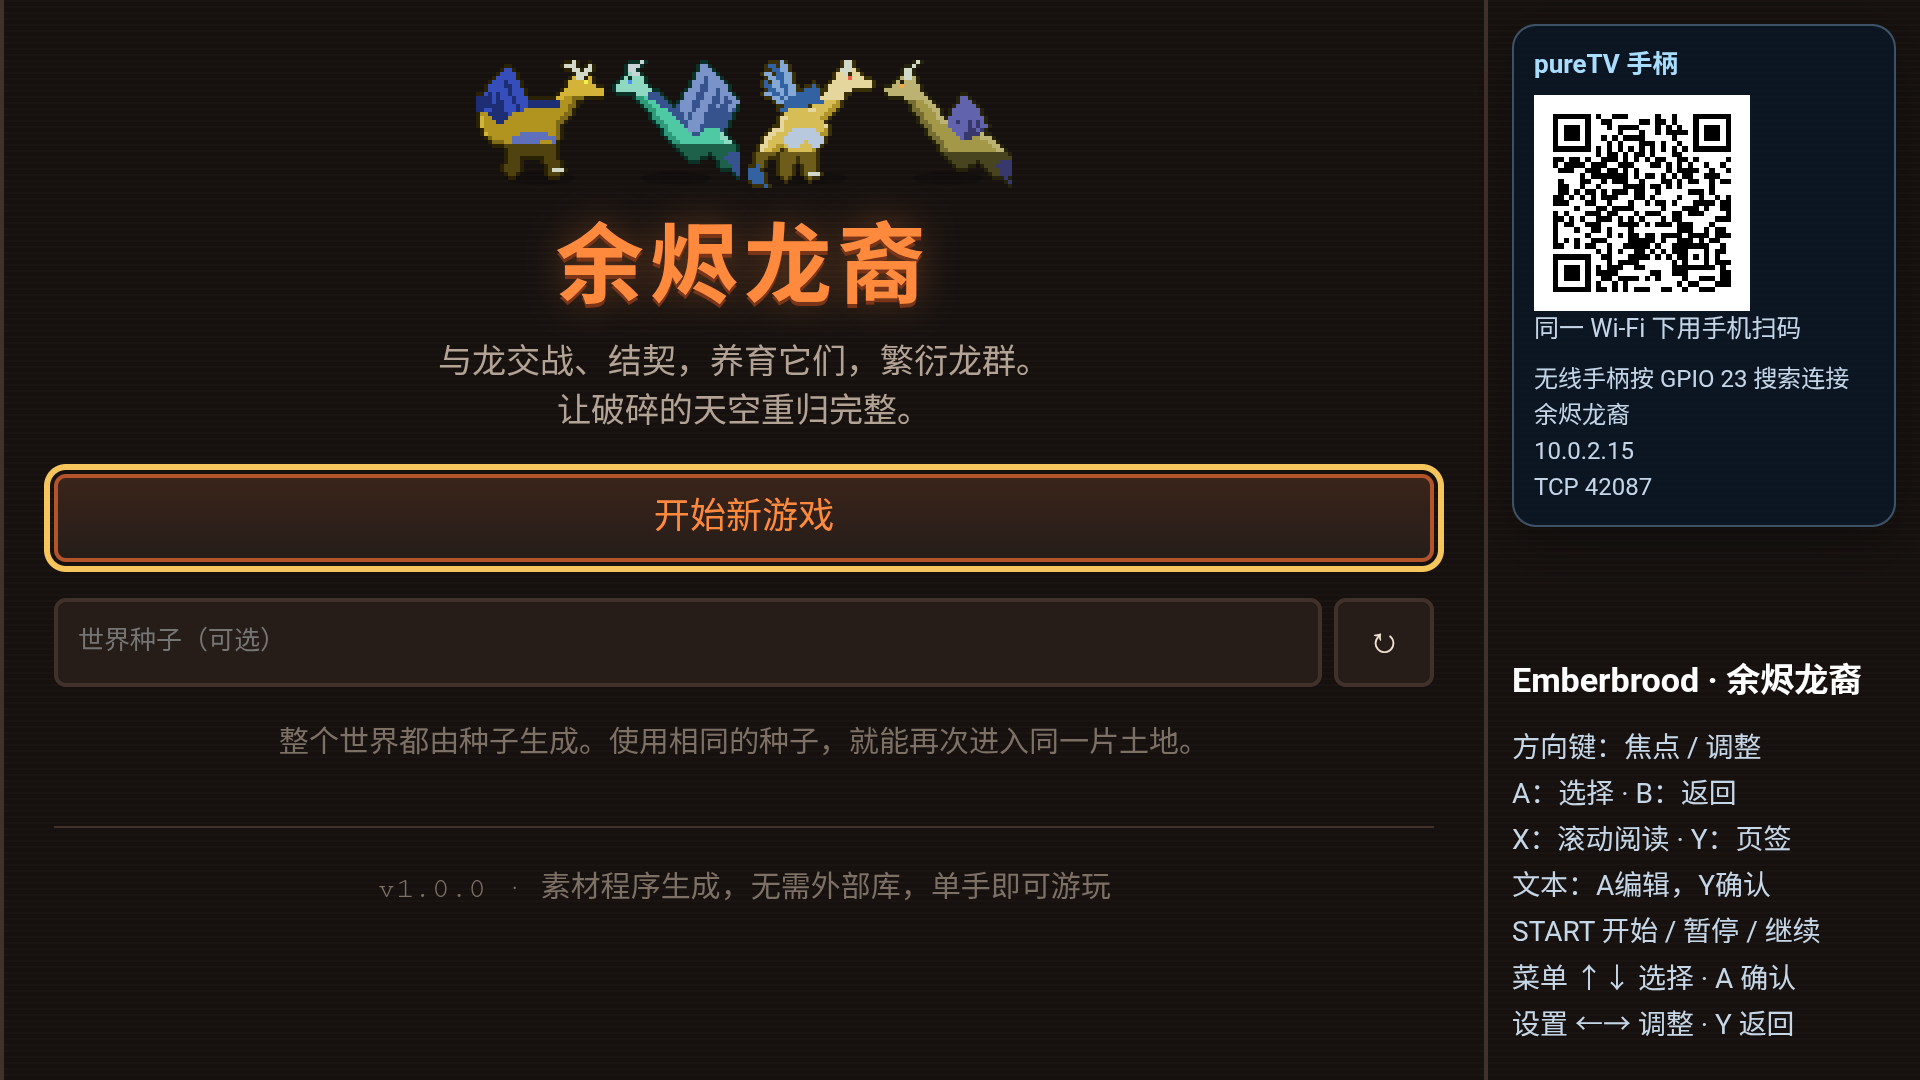 余烬龙裔
与龙交战、结契，养育它们，繁衍龙群。
让破碎的天空重归完整。
开始新游戏
世界种子（可选）
↻
整个世界都由种子生成。使用相同的种子，就能再次进入同一片土地。
v1.0.0 · 素材程序生成，无需外部库，单手即可游玩
pureTV 手柄
同一 Wi-Fi 下用手机扫码
无线手柄按 GPIO 23 搜索连接
余烬龙裔
10.0.2.15
TCP 42087
Emberbrood · 余烬龙裔
方向键：焦点 / 调整
A：选择 · B：返回
X：滚动阅读 · Y：页签
文本：A编辑，Y确认
START 开始 / 暂停 / 继续
菜单 ↑↓ 选择 · A 确认
设置 ←→ 调整 · Y 返回